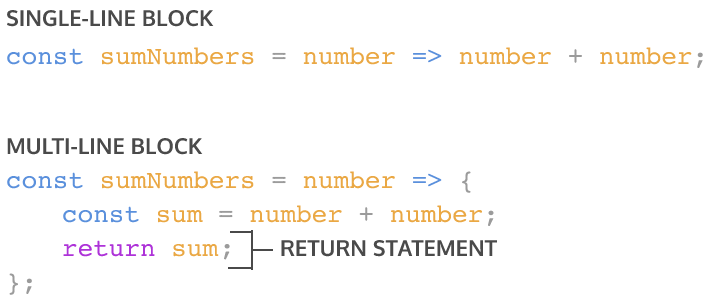 SINGLE-LINE BLOCK
const sumNumbers = number => number + number;
MULTI-LINE BLOCK
const sumNumbers = number => {
const sum = number + number;
return sum; RETURN STATEMENT
};